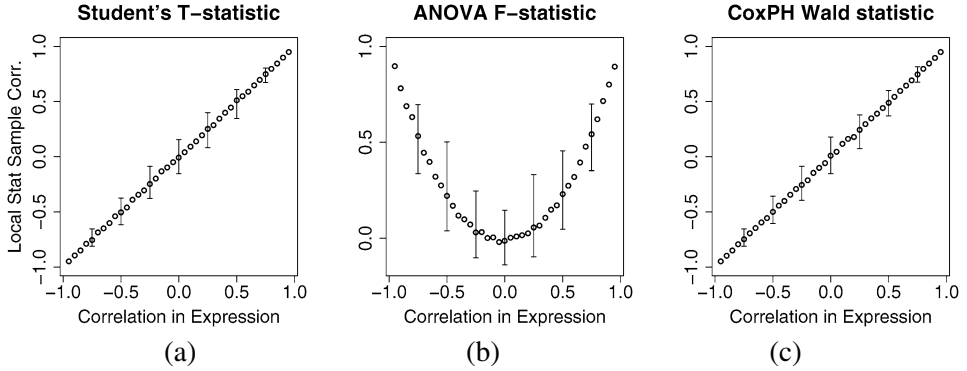 Student's T−statistic
ANOVA F−statistic
CoxPH Wald statistic
Local Stat Sample Corr.
1.0
0.5
0.0
−0.5
−1.0
−1.0 −0.5 0.0 0.5 1.0
Correlation in Expression
(a)
1.0
0.5
0.0
−1.0 −0.5 0.0 0.5 1.0
Correlation in Expression
(b)
1.0
0.5
0.0
−0.5
−1.0
−1.0 −0.5 0.0 0.5 1.0
Correlation in Expression
(c)